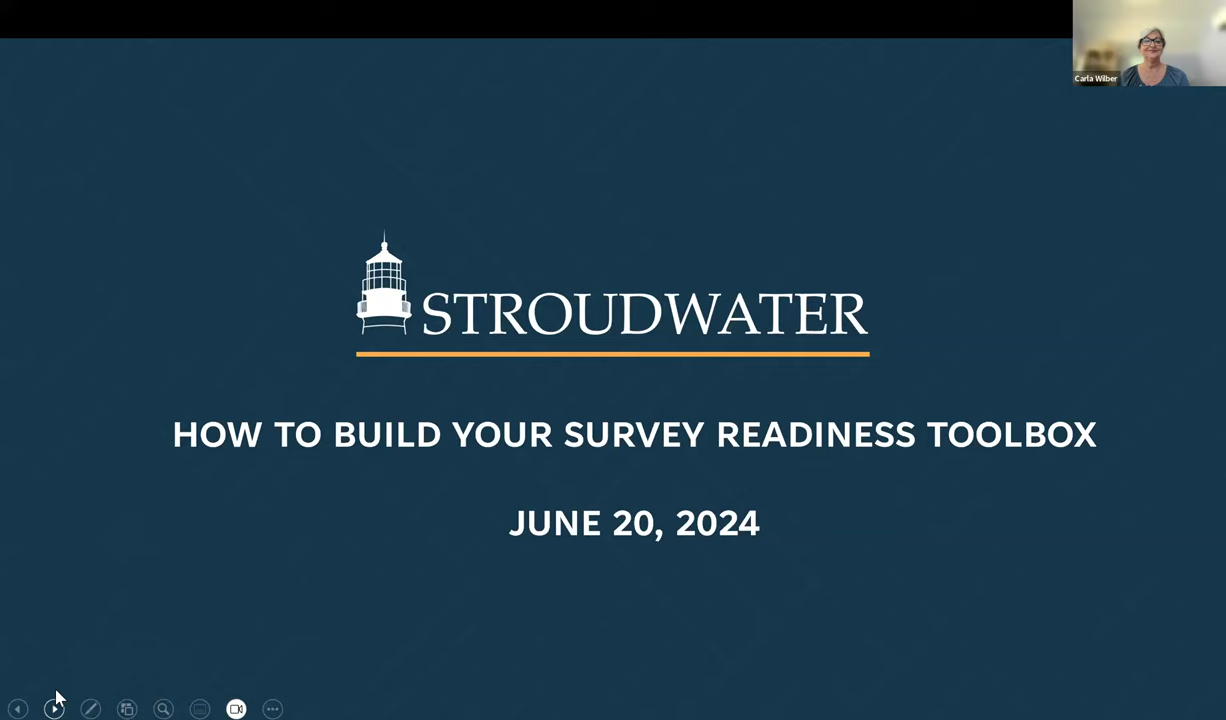 Carla Wilber
STROUDWATER
HOW TO BUILD YOUR SURVEY READINESS TOOLBOX
JUNE 20, 2024